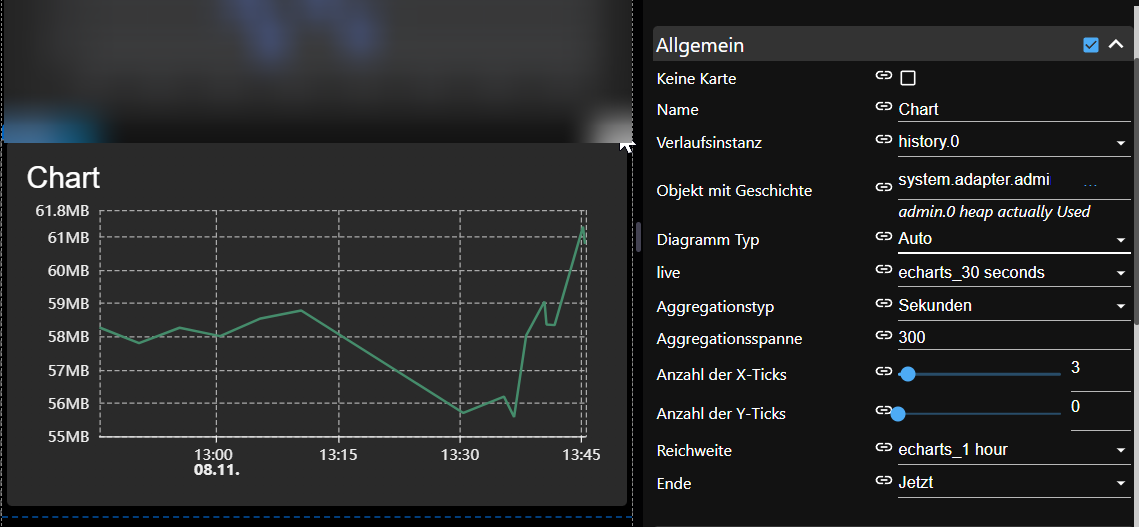 Chart
61.8MB
61MB
60MB
59MB
58MB
57MB
56MB
55MB
13:00 13:15 13:30 13:45
08.11.
Allgemein
Keine Karte
Name Chart
Verlaufsinstanz history.0
Objekt mit Geschichte system.adapter.admi ...
admin.0 heap actually Used
Diagramm Typ Auto
live echarts_30 seconds
Aggregationstyp Sekunden
Aggregationsspanne 300
Anzahl der X-Ticks 3
Anzahl der Y-Ticks 0
Reichweite echarts_1 hour
Ende Jetzt